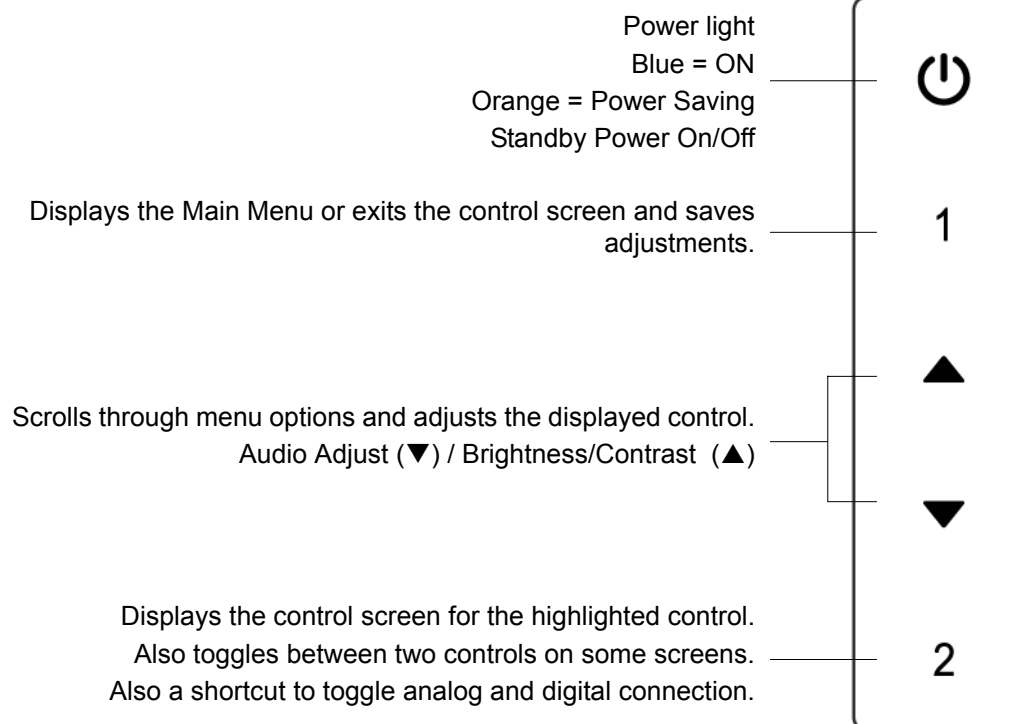 Power light
Blue = ON
Orange = Power Saving
Standby Power On/Off
Displays the Main Menu or exits the control screen and saves
adjustments.
1
Scrolls through menu options and adjusts the displayed control.
Audio Adjust (▼) / Brightness/Contrast (▲)
Displays the control screen for the highlighted control.
Also toggles between two controls on some screens.
Also a shortcut to toggle analog and digital connection.
2